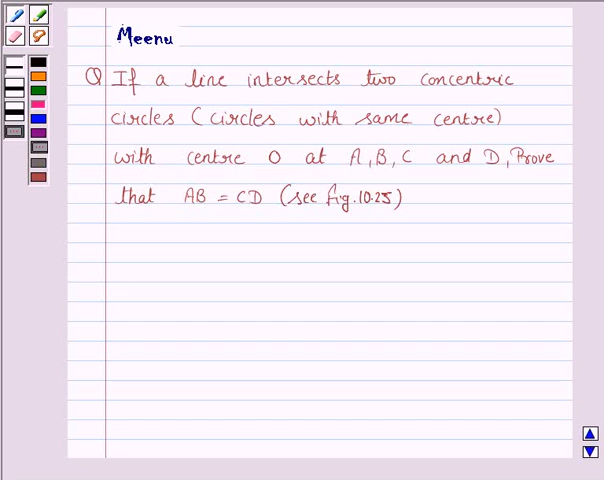 Meenu
Q If a line intersects two concentric
circles (circles with same centre)
with centre O at A, B, C and D, Prove
that AB = CD (see fig. 10.25)